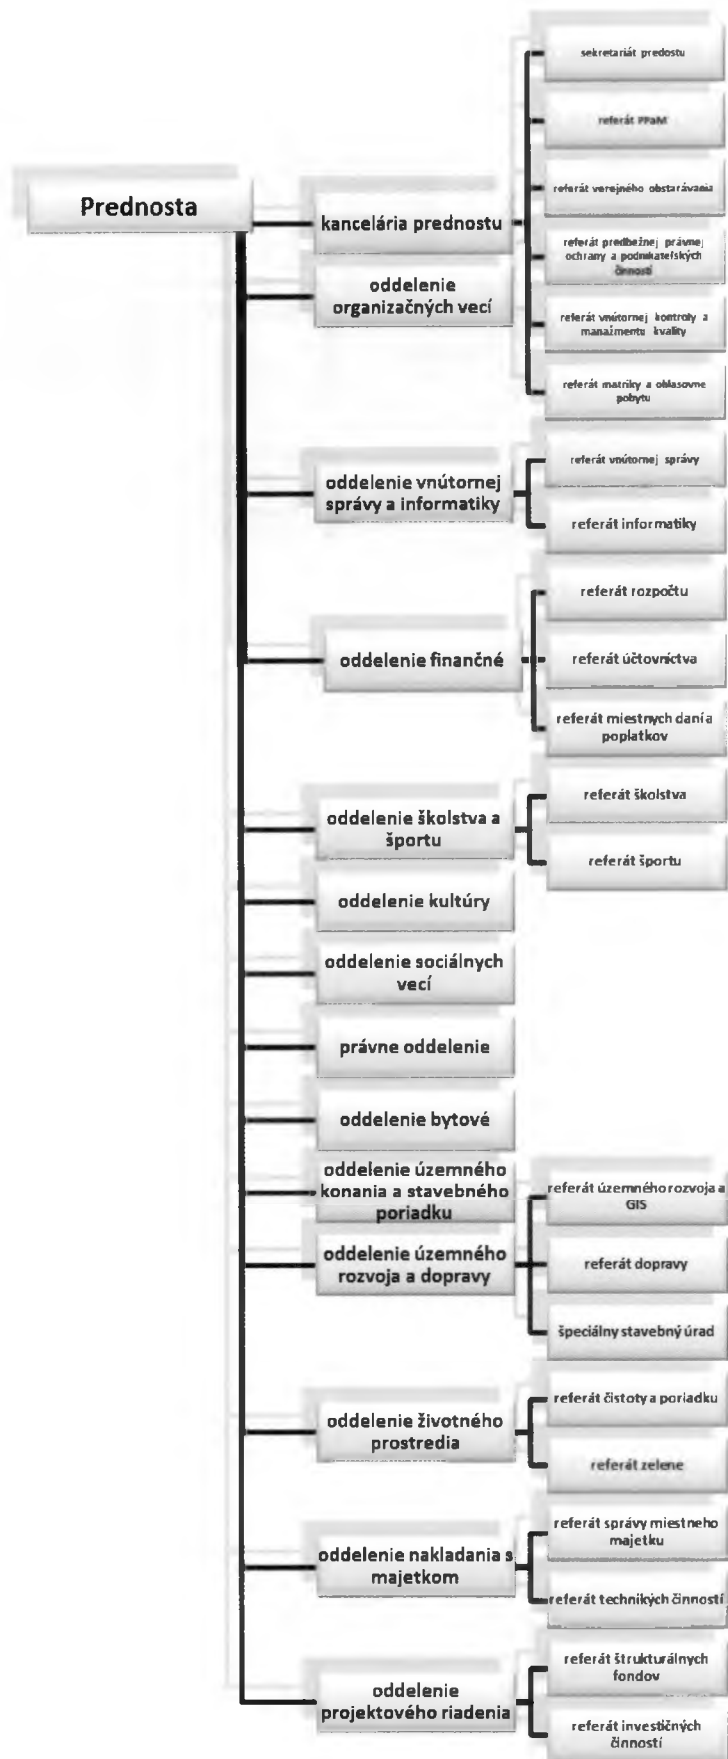 Prednosta
kancelária prednostu
sekretariát predostu
referát PPaM
referát verejného obstarávania
referát predbežnej právnej
ochrany a podnikateľských
činností
referát vnútornej kontroly a
manažmentu kvality
referát matriky a ohlasovne
pobytu
oddelenie
organizačných vecí
oddelenie vnútornej
správy a informatiky
referát vnútornej správy
referát informatiky
oddelenie finančné
referát rozpočtu
referát účtovníctva
referát miestnych daní a
poplatkov
oddelenie školstva a
športu
referát školstva
referát športu
oddelenie kultúry
oddelenie sociálnych
vecí
právne oddelenie
oddelenie bytové
oddelenie územného
konania a stavebného
poriadku
oddelenie územného
rozvoja a dopravy
referát územného rozvoja a
GIS
referát dopravy
špeciálny stavebný úrad
oddelenie životného
prostredia
referát čistoty a poriadku
referát zelene
oddelenie nakladania s
majetkom
referát správy miestneho
majetku
referát technikých činností
oddelenie
projektového riadenia
referát štrukturálnych
fondov
referát investičných
činností